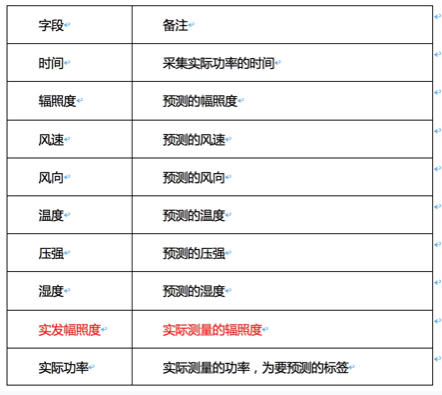 字段 备注
时间 采集实际功率的时间
辐照度 预测的幅照度
风速 预测的风速
风向 预测的风向
温度 预测的温度
压强 预测的压强
湿度 预测的湿度
实发幅照度 实际测量的辐照度
实际功率 实际测量的功率，为要预测的标签